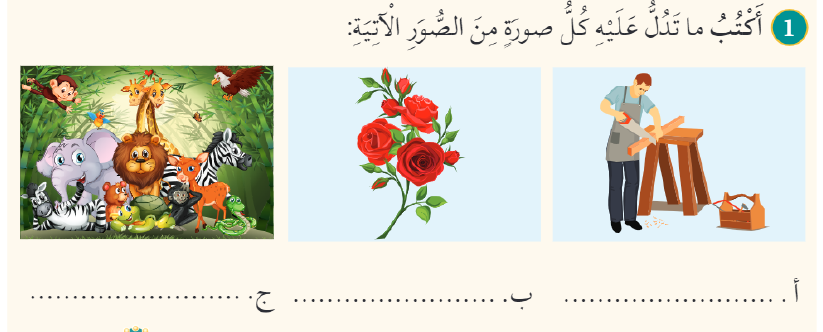 1 أَكْتُبُ ما تَدُلُّ عَلَيْهِ كُلُّ صورَةٍ مِنَ الصُّوَرِ الْآتِيَةِ:
أ. ......................... ب. ......................... ج. .........................